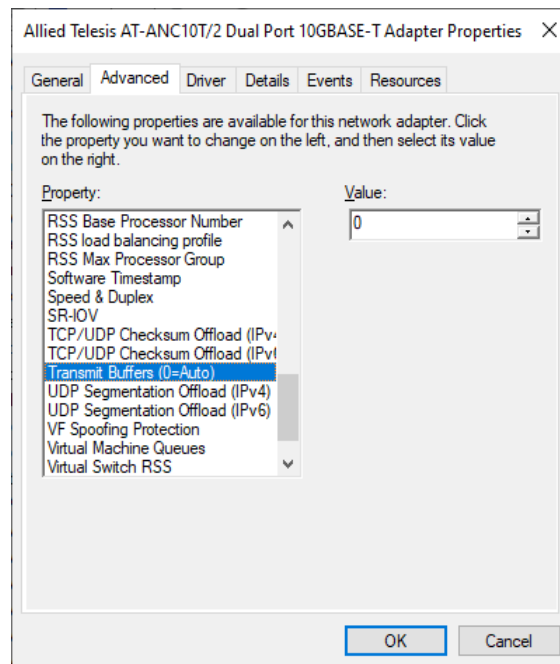 Allied Telesis AT-ANC10T/2 Dual Port 10GBASE-T Adapter Properties
General Advanced Driver Details Events Resources
The following properties are available for this network adapter. Click
the property you want to change on the left, and then select its value
on the right.
Property:
Value:
RSS Base Processor Number
RSS load balancing profile
RSS Max Processor Group
Software Timestamp
Speed & Duplex
SR-IOV
TCP/UDP Checksum Offload (IPv4
TCP/UDP Checksum Offload (IPv6
Transmit Buffers (0=Auto)
UDP Segmentation Offload (IPv4)
UDP Segmentation Offload (IPv6)
VF Spoofing Protection
Virtual Machine Queues
Virtual Switch RSS
0
OK Cancel